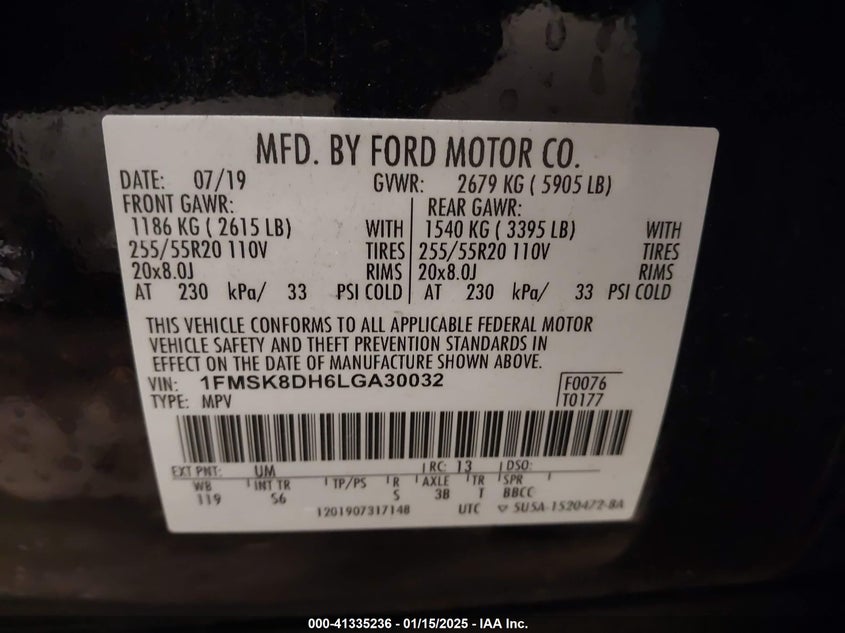 MFD. BY FORD MOTOR CO.
DATE: 07/19 GVWR: 2679 KG ( 5905 LB)
FRONT GAWR: REAR GAWR:
1186 KG ( 2615 LB) WITH 1540 KG ( 3395 LB) WITH
255/55R20 110V TIRES 255/55R20 110V TIRES
20x8.0J RIMS 20x8.0J RIMS
AT 230 kPa/ 33 PSI COLD AT 230 kPa/ 33 PSI COLD
THIS VEHICLE CONFORMS TO ALL APPLICABLE FEDERAL MOTOR
VEHICLE SAFETY AND THEFT PREVENTION STANDARDS IN
EFFECT ON THE DATE OF MANUFACTURE SHOWN ABOVE.
VIN: 1FMSK8DH6LGA30032 F0076
TYPE: MPV T0177
EXT PNT: UM RC: 13 DSO:
WB INT TR TP/PS R AXLE TR SPR
119 S6 S 3B T BBCC
1201907317148 UTC 5U5A-1520472-BA
000-41335236 - 01/15/2025 - IAA Inc.